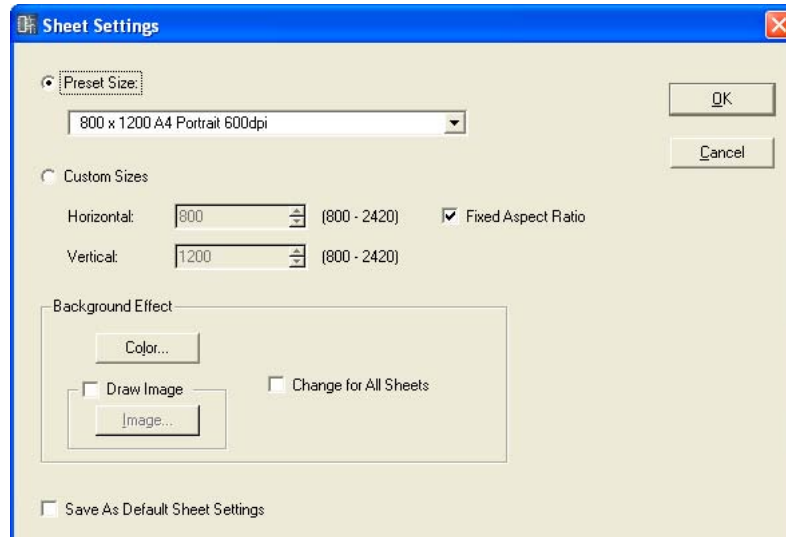 Sheet Settings
Preset Size:
800 x 1200 A4 Portrait 600dpi
OK
Cancel
Custom Sizes
Horizontal: 800 (800 - 2420) Fixed Aspect Ratio
Vertical: 1200 (800 - 2420)
Background Effect
Color...
Draw Image
Change for All Sheets
Image...
Save As Default Sheet Settings